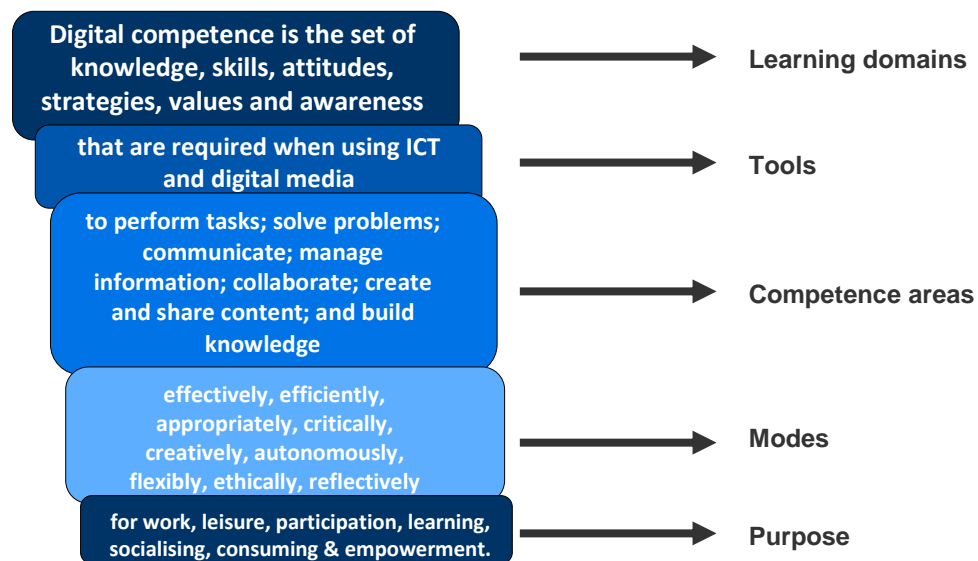 Digital competence is the set of
knowledge, skills, attitudes,
strategies, values and awareness
Learning domains
that are required when using ICT
and digital media
Tools
to perform tasks; solve problems;
communicate; manage
information; collaborate; create
and share content; and build
knowledge
Competence areas
effectively, efficiently,
appropriately, critically,
creatively, autonomously,
flexibly, ethically, reflectively
Modes
for work, leisure, participation, learning,
socialising, consuming & empowerment.
Purpose